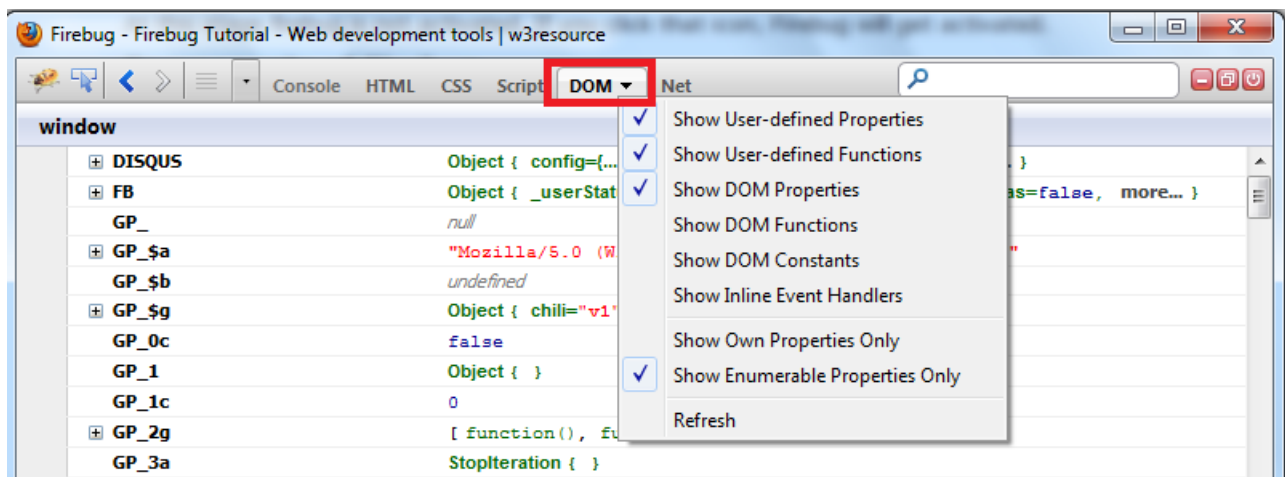 Firebug - Firebug Tutorial - Web development tools | w3resource
Console HTML CSS Script DOM Net
window
Show User-defined Properties
Show User-defined Functions
Show DOM Properties
Show DOM Functions
Show DOM Constants
Show Inline Event Handlers
Show Own Properties Only
Show Enumerable Properties Only
Refresh
DISQUS Object { config={... . }
FB Object { _userStat as=false, more... }
GP_ null
GP_$a "Mozilla/5.0 (W "
GP_$b undefined
GP_$g Object { chili="v1"
GP_0c false
GP_1 Object { }
GP_1c 0
GP_2g [ function(), fu
GP_3a StopIteration { }